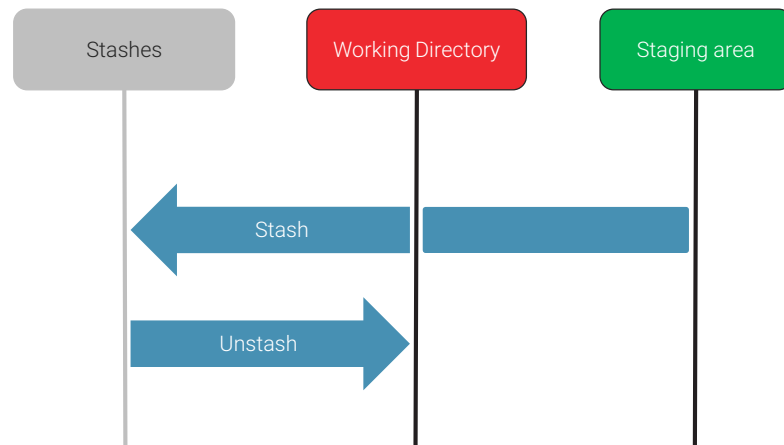 Stashes
Working Directory
Staging area
Stash
Unstash